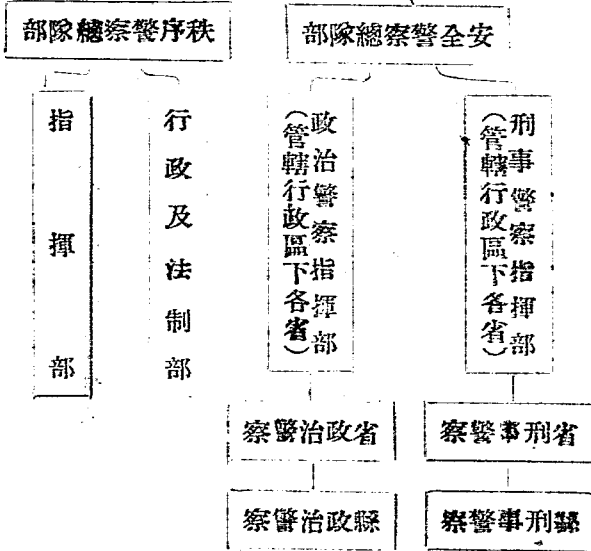 安全警察總隊部
秩序警察總隊部
刑事警察指揮部
（管轄行政區下各省）
政治警察指揮部
（管轄行政區下各省）
行政及法制部
指揮部
省刑事警察
省政治警察
縣刑事警察
縣政治警察